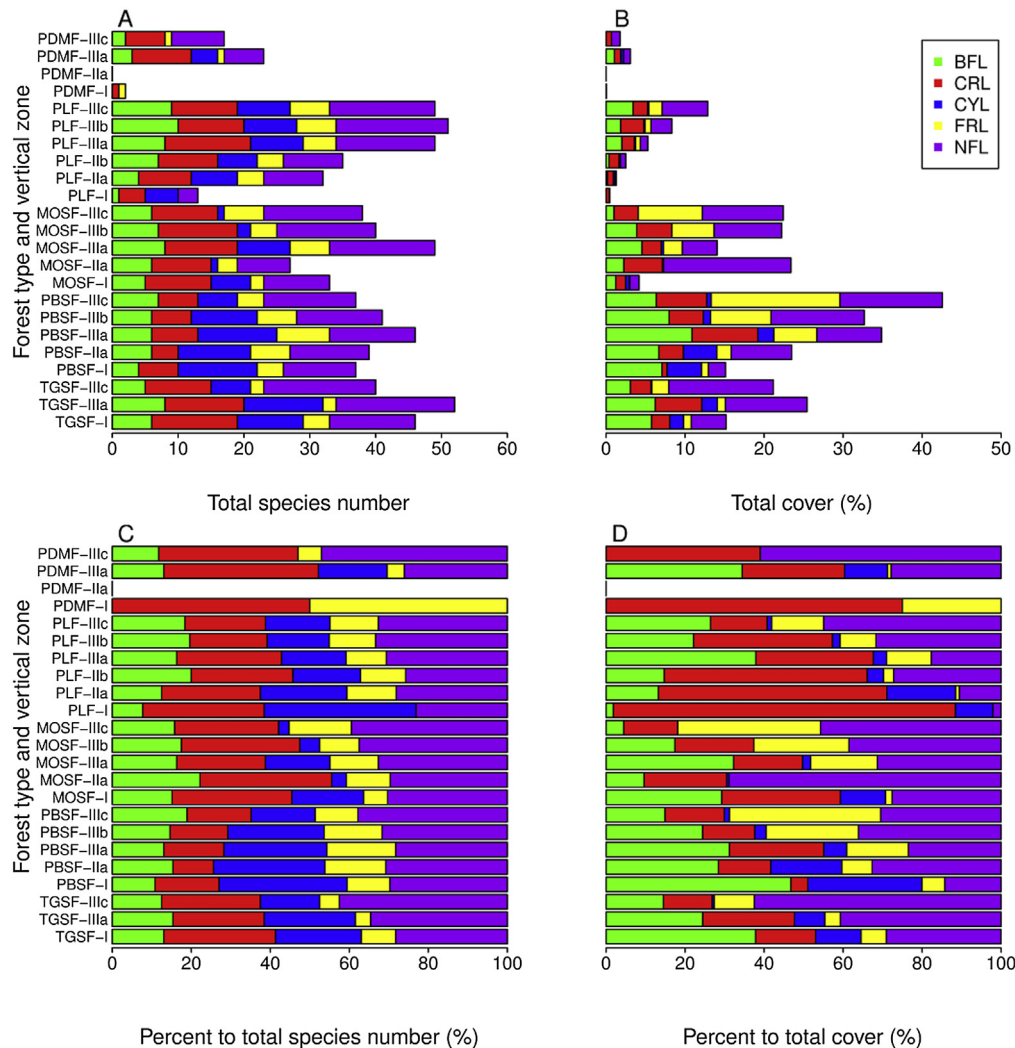 A
B
Forest type and vertical zone
PDMF-IIIc
PDMF-IIIa
PDMF-IIa
PDMF-I
PLF-IIIc
PLF-IIIb
PLF-IIIa
PLF-IIb
PLF-IIa
PLF-I
MOSF-IIIc
MOSF-IIIb
MOSF-IIIa
MOSF-IIa
MOSF-I
PBSF-IIIc
PBSF-IIIb
PBSF-IIIa
PBSF-IIa
PBSF-I
TGSF-IIIc
TGSF-IIIa
TGSF-I
BFL
CRL
CYL
FRL
NFL
0 10 20 30 40 50 60
0 10 20 30 40 50
Total species number
Total cover (%)
C
D
Forest type and vertical zone
PDMF-IIIc
PDMF-IIIa
PDMF-IIa
PDMF-I
PLF-IIIc
PLF-IIIb
PLF-IIIa
PLF-IIb
PLF-IIa
PLF-I
MOSF-IIIc
MOSF-IIIb
MOSF-IIIa
MOSF-IIa
MOSF-I
PBSF-IIIc
PBSF-IIIb
PBSF-IIIa
PBSF-IIa
PBSF-I
TGSF-IIIc
TGSF-IIIa
TGSF-I
0 20 40 60 80 100
0 20 40 60 80 100
Percent to total species number (%)
Percent to total cover (%)